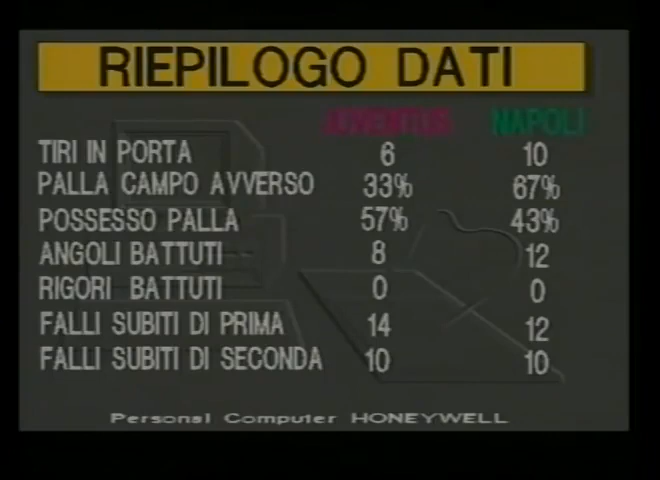 RIEPILOGO DATI
JUVENTUS NAPOLI
TIRI IN PORTA 6 10
PALLA CAMPO AVVERSO 33% 67%
POSSESSO PALLA 57% 43%
ANGOLI BATTUTI 8 12
RIGORI BATTUTI 0 0
FALLI SUBITI DI PRIMA 14 12
FALLI SUBITI DI SECONDA 10 10
Personal Computer HONEYWELL